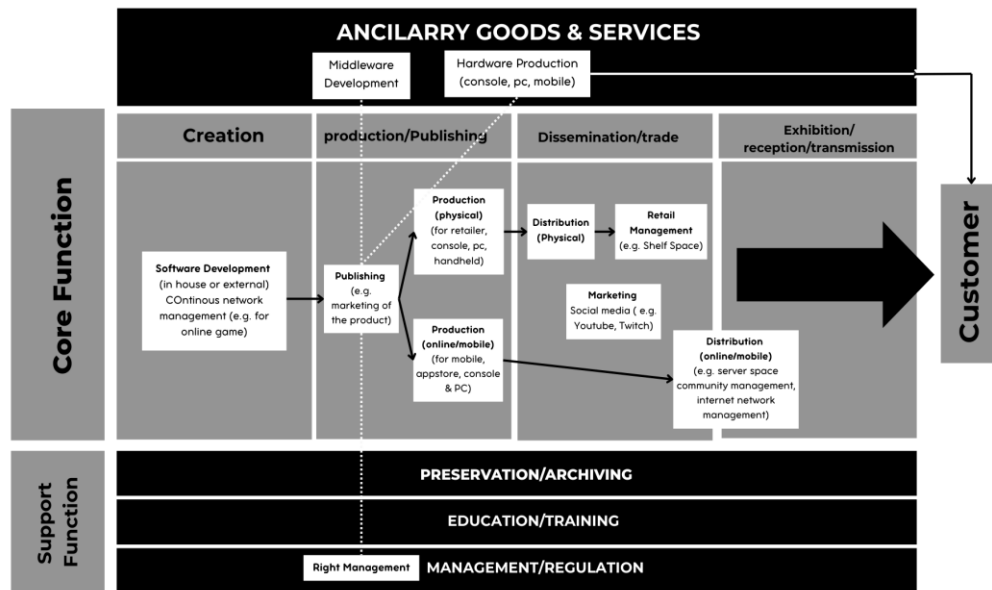 ANCILARRY GOODS & SERVICES
Middleware
Development
Hardware Production
(console, pc, mobile)
Core Function
Creation
production/Publishing
Dissemination/trade
Exhibition/
reception/transmission
Software Development
(in house or external)
COntinous network
management (e.g. for
online game)
Publishing
(e.g.
marketing of
the product)
Production
(physical)
(for retailer,
console, pc,
handheld)
Production
(online/mobile)
(for mobile,
appstore, console
& PC)
Distribution
(Physical)
Retail
Management
(e.g. Shelf Space)
Marketing
Social media ( e.g.
Youtube, Twitch)
Distribution
(online/mobile)
(e.g. server space
community management,
internet network
management)
Customer
Support
Function
PRESERVATION/ARCHIVING
EDUCATION/TRAINING
Right Management
MANAGEMENT/REGULATION